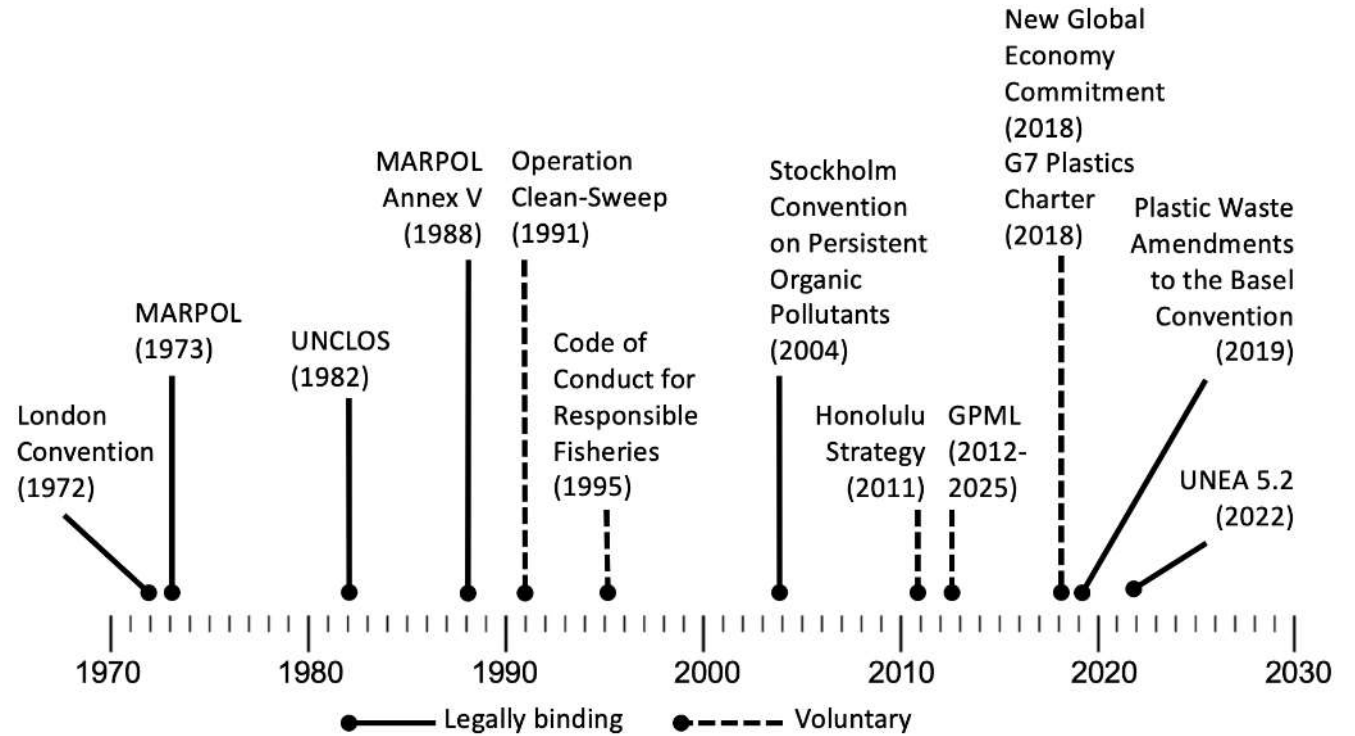 London
Convention
(1972)
MARPOL
(1973)
UNCLOS
(1982)
MARPOL
Annex V
(1988)
Operation
Clean-Sweep
(1991)
Code of
Conduct for
Responsible
Fisheries
(1995)
Stockholm
Convention
on Persistent
Organic
Pollutants
(2004)
Honolulu
Strategy
(2011)
GPML
(2012-
2025)
New Global
Economy
Commitment
(2018)
G7 Plastics
Charter
(2018)
Plastic Waste
Amendments
to the Basel
Convention
(2019)
UNEA 5.2
(2022)
1970 1980 1990 2000 2010 2020 2030
Legally binding Voluntary